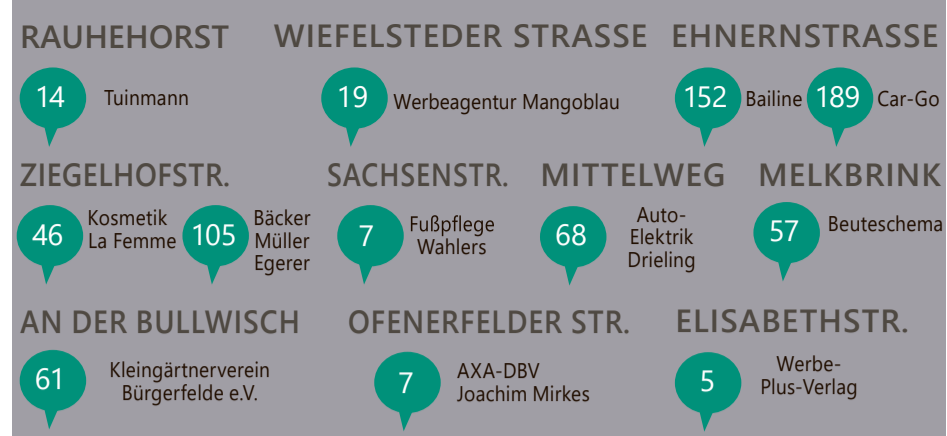 RAUHEHORST
14 Tuinmann
WIEFELSTEDER STRASSE
19 Werbeagentur Mangoblau
EHNERNSTRASSE
152 Bailine 189 Car-Go
ZIEGELHOFSTR.
46
Kosmetik
La Femme
105
Bäcker
Müller
Egerer
SACHSENSTR.
7
Fußpflege
Wahlers
MITTELWEG
68
Auto-
Elektrik
Drieling
MELKBRINK
57
Beuteschema
AN DER BULLWISCH
61
Kleingärtnerverein
Bürgerfelde e.V.
OFENERFELDER STR.
7
AXA-DBV
Joachim Mirkes
ELISABETHSTR.
5
Werbe-
Plus-Verlag